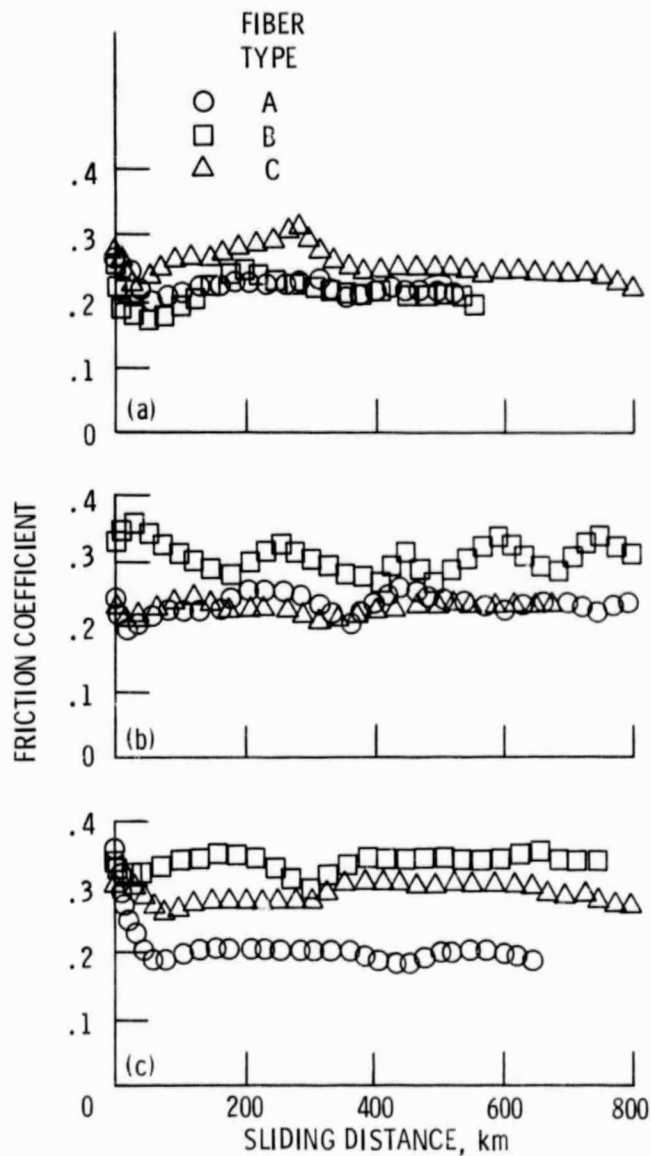 FIBER
TYPE
A
B
C
.4
.3
.2
.1
0
(a)
FRICTION COEFFICIENT
.4
.3
.2
.1
0
(b)
.4
.3
.2
.1
(c)
0 200 400 600 800
SLIDING DISTANCE, km